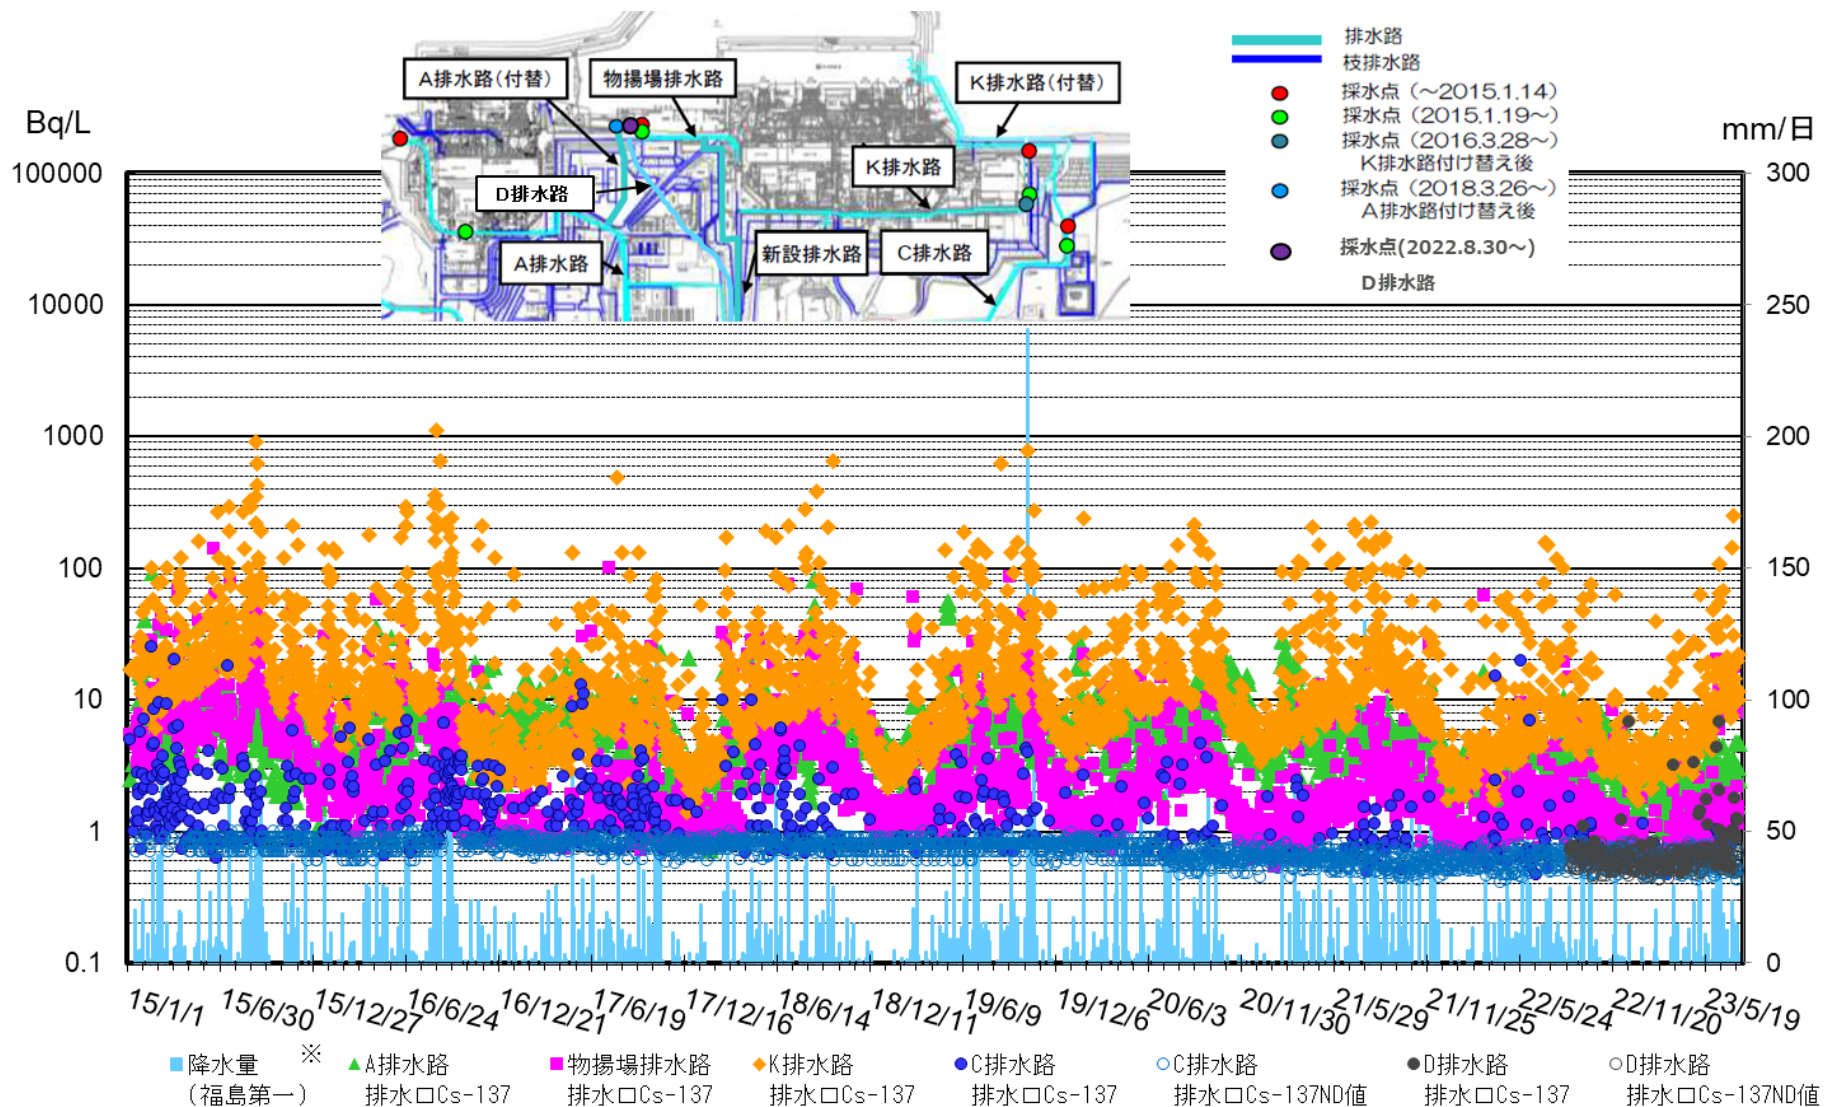 排水路
枝排水路
採水点（～2015.1.14）
採水点（2015.1.19～）
採水点（2016.3.28～）
K排水路付け替え後
採水点（2018.3.26～）
A排水路付け替え後
採水点(2022.8.30～)
D排水路
A排水路(付替)
物揚場排水路
K排水路(付替)
K排水路
D排水路
A排水路
新設排水路
C排水路
Bq/L
100000
10000
1000
100
10
1
0.1
mm/日
300
250
200
150
100
50
0
15/1/1
15/6/30
15/12/27
16/6/24
16/12/21
17/6/19
17/12/16
18/6/14
18/12/11
19/6/9
19/12/6
20/6/3
20/11/30
21/5/29
21/11/25
22/5/24
22/11/20
23/5/19
降水量 ※
（福島第一）
A排水路
排水口Cs-137
物揚場排水路
排水口Cs-137
K排水路
排水口Cs-137
C排水路
排水口Cs-137
C排水路
排水口Cs-137ND値
D排水路
排水口Cs-137
D排水路
排水口Cs-137ND値